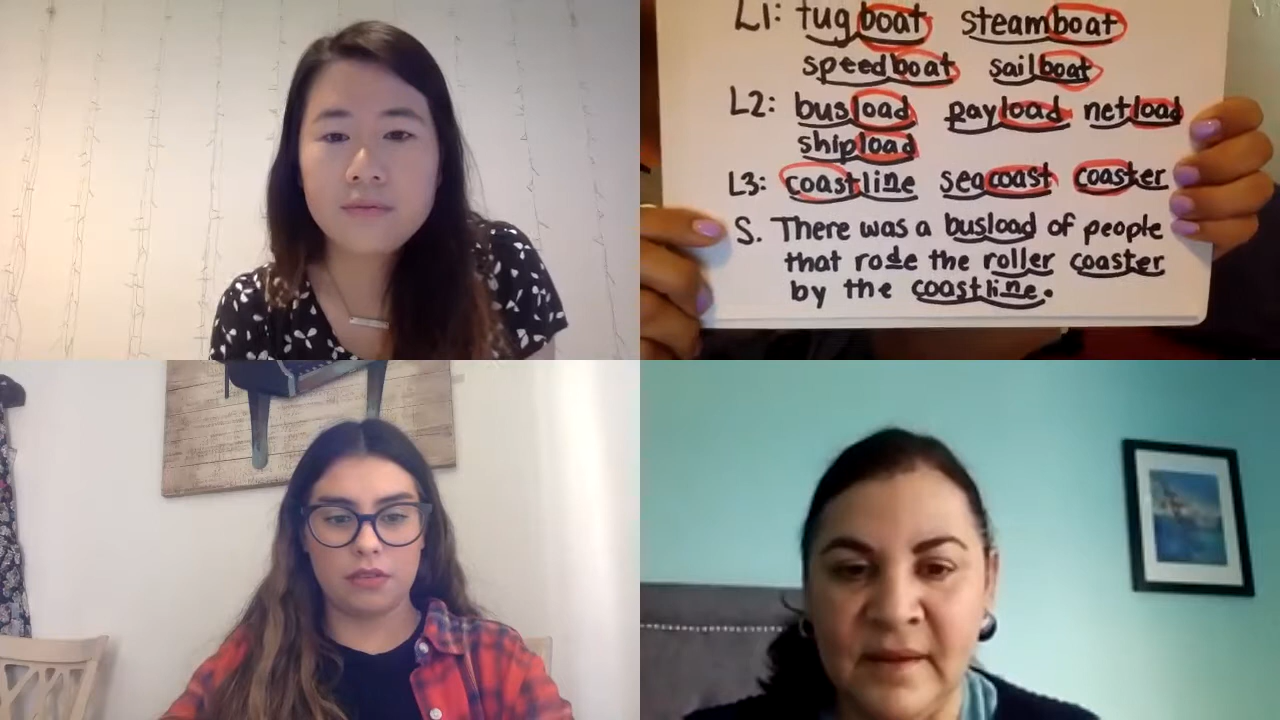 L1: tugboat steamboat
speedboat sailboat
L2: busload payload netload
shipload
L3: coastline seacoast coaster
S. There was a busload of people
that rode the roller coaster
by the coastline.